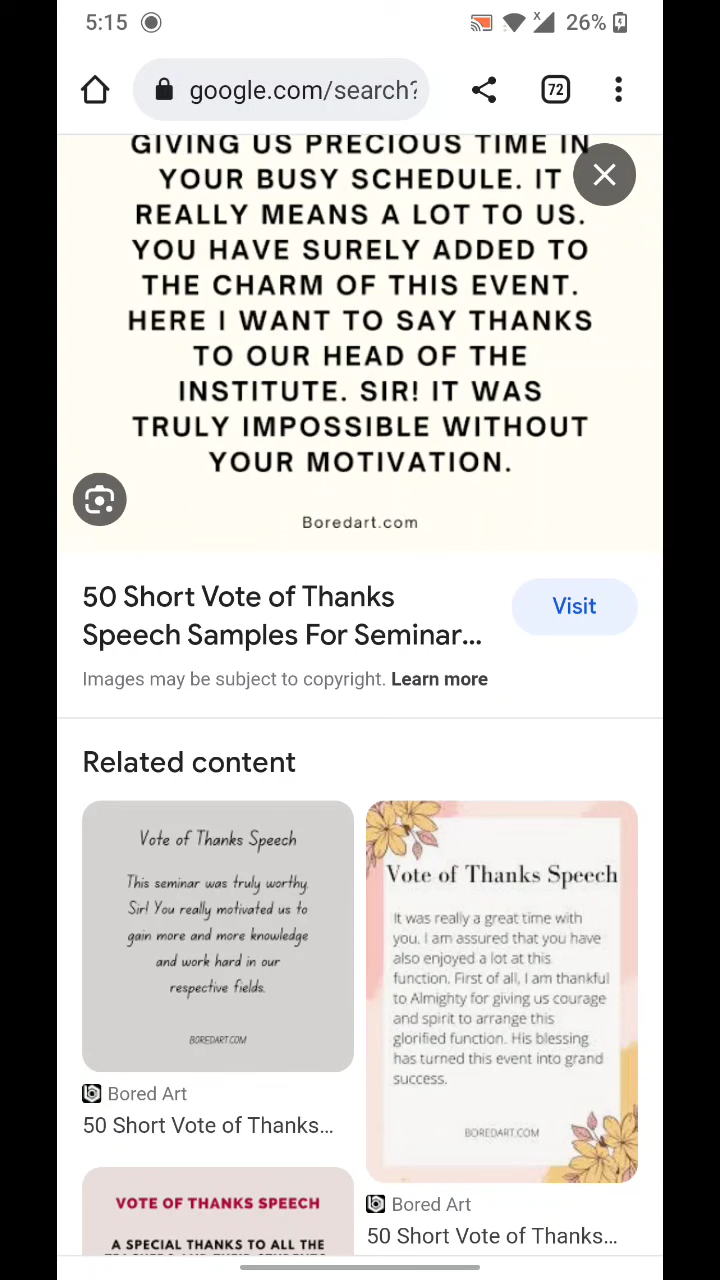 5:15
x
26%
google.com/search?
72
GIVING US PRECIOUS TIME IN
YOUR BUSY SCHEDULE. IT
REALLY MEANS A LOT TO US.
YOU HAVE SURELY ADDED TO
THE CHARM OF THIS EVENT.
HERE I WANT TO SAY THANKS
TO OUR HEAD OF THE
INSTITUTE. SIR! IT WAS
TRULY IMPOSSIBLE WITHOUT
YOUR MOTIVATION.
Boredart.com
50 Short Vote of Thanks
Speech Samples For Seminar...
Visit
Images may be subject to copyright. Learn more
Related content
Vote of Thanks Speech
This seminar was truly worthy.
Sir! You really motivated us to
gain more and more knowledge
and work hard in our
respective fields.
BOREDART.COM
Bored Art
50 Short Vote of Thanks...
Vote of Thanks Speech
It was really a great time with
you. I am assured that you have
also enjoyed a lot at this
function. First of all, I am thankful
to Almighty for giving us courage
and spirit to arrange this
glorified function. His blessing
has turned this event into grand
success.
BOREDART.COM
Bored Art
50 Short Vote of Thanks...
VOTE OF THANKS SPEECH
A SPECIAL THANKS TO ALL THE